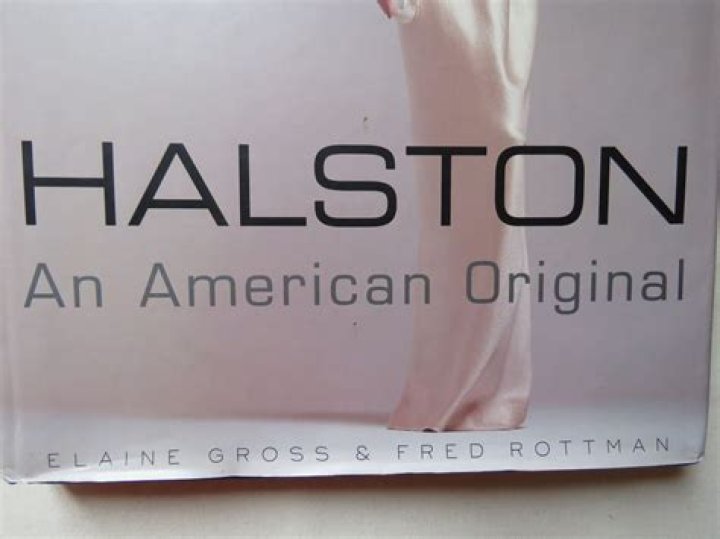 HALSTON
An American Original
ELAINE GROSS & FRED ROTTMAN